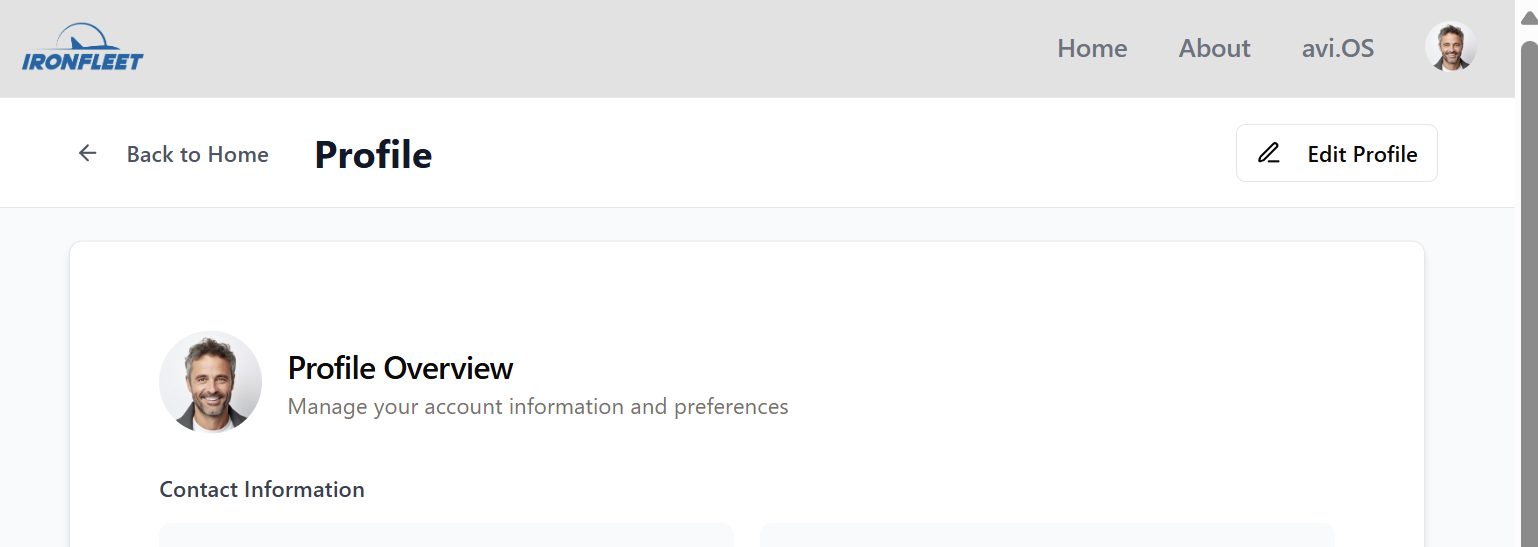 IRONFLEET
Home About avi.OS
Back to Home Profile Edit Profile
Profile Overview
Manage your account information and preferences
Contact Information